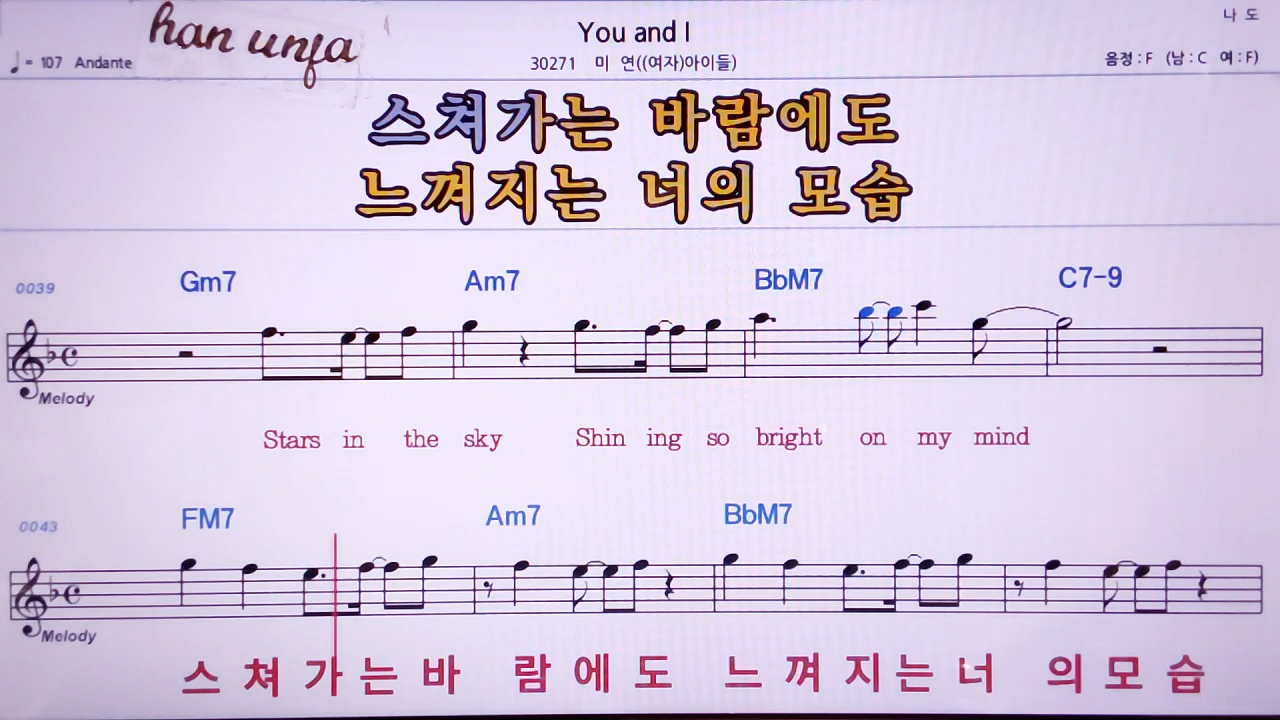 han unja
You and I
나 도
♩= 107 Andante
30271 미 연((여자)아이들)
음정 : F (남 : C 여 : F)
스쳐가는 바람에도
느껴지는 너의 모습
0039 Gm7 Am7 BbM7 C7-9
Melody
Stars in the sky Shin ing so bright on my mind
0043 FM7 Am7 BbM7
Melody
스 쳐 가 는 바 람 에 도 느 껴 지 는 너 의 모 습